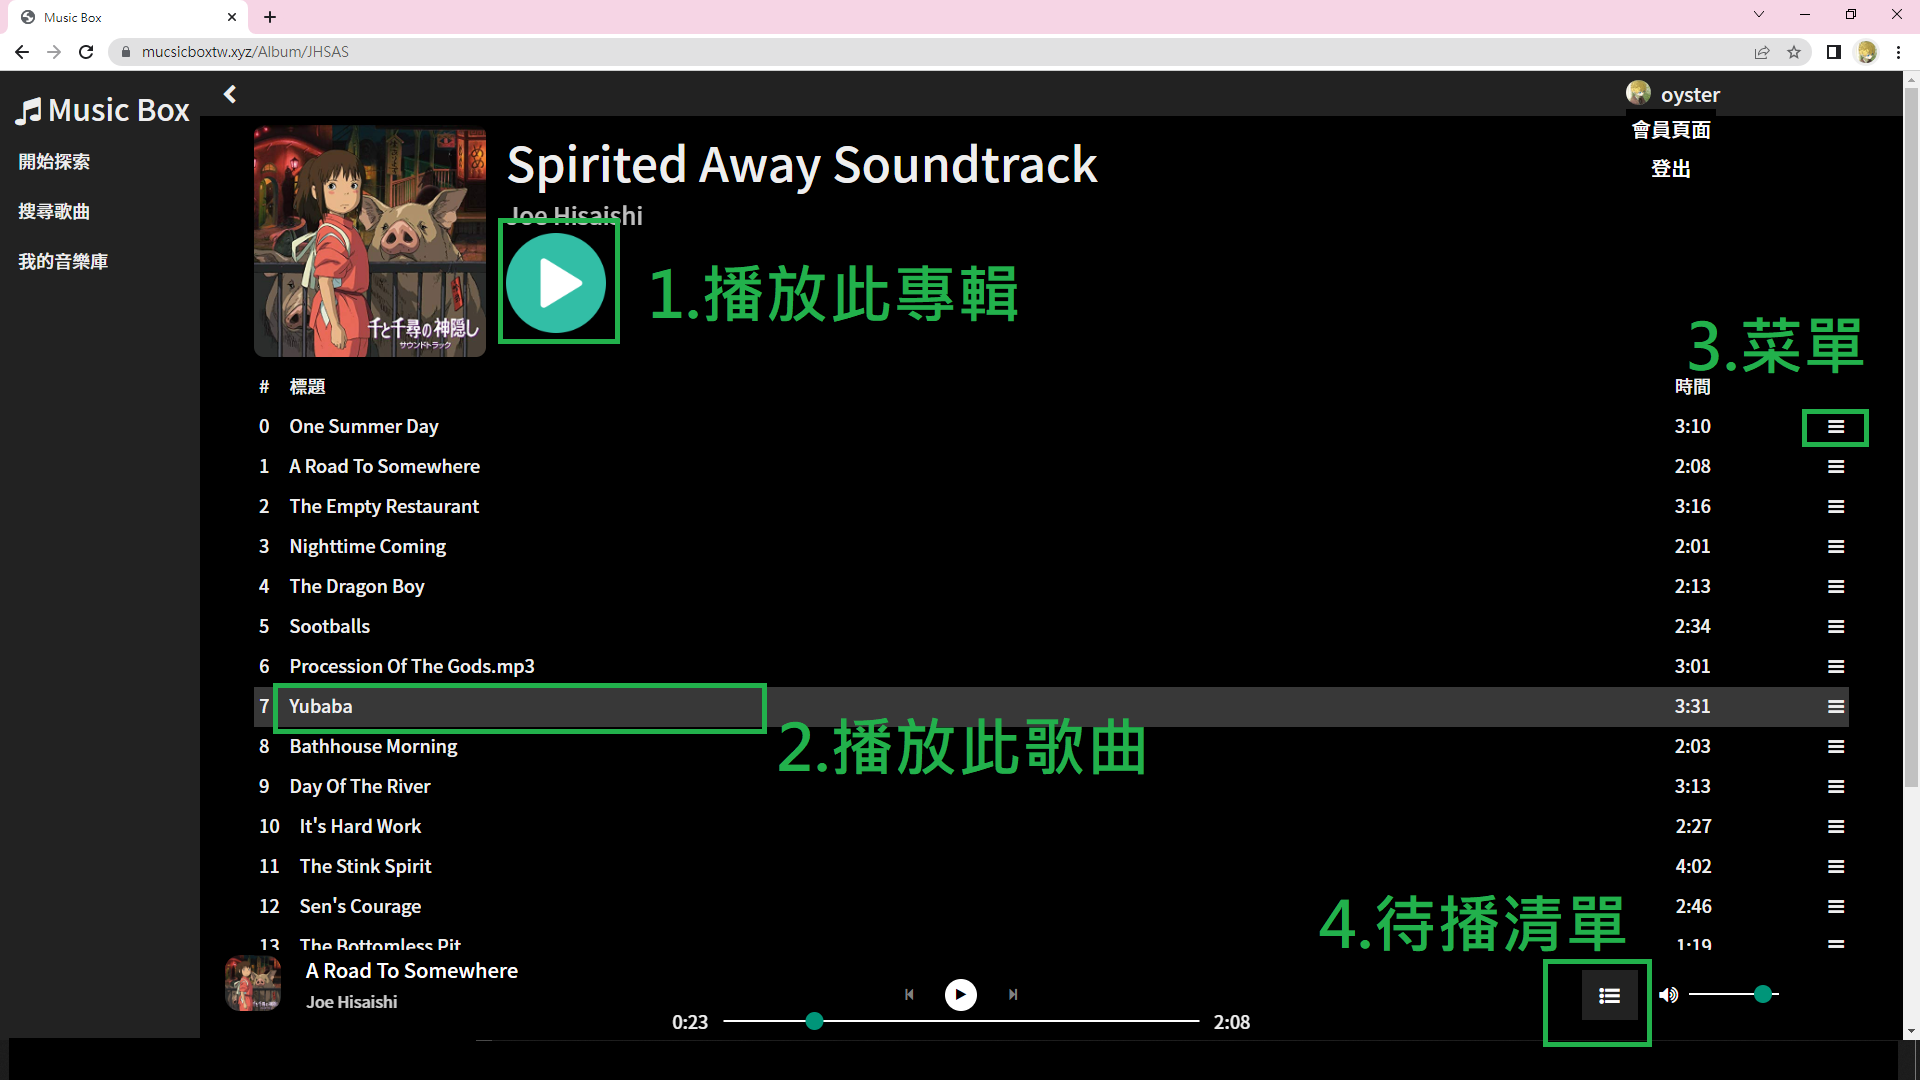 Music Box
mucsicboxtw.xyz/Album/JHSAS
Music Box
開始探索
搜尋歌曲
我的音樂庫
oyster
會員頁面
登出
千と千尋の神隠し
サウンドトラック
Spirited Away Soundtrack
Joe Hisaishi
1.播放此專輯
3.菜單
# 標題 時間
0 One Summer Day 3:10
1 A Road To Somewhere 2:08
2 The Empty Restaurant 3:16
3 Nighttime Coming 2:01
4 The Dragon Boy 2:13
5 Sootballs 2:34
6 Procession Of The Gods.mp3 3:01
7 Yubaba 3:31
2.播放此歌曲
8 Bathhouse Morning 2:03
9 Day Of The River 3:13
10 It's Hard Work 2:27
11 The Stink Spirit 4:02
12 Sen's Courage 2:46
4.待播清單
13 The Bottomless Pit 1:19
A Road To Somewhere
Joe Hisaishi
0:23 2:08